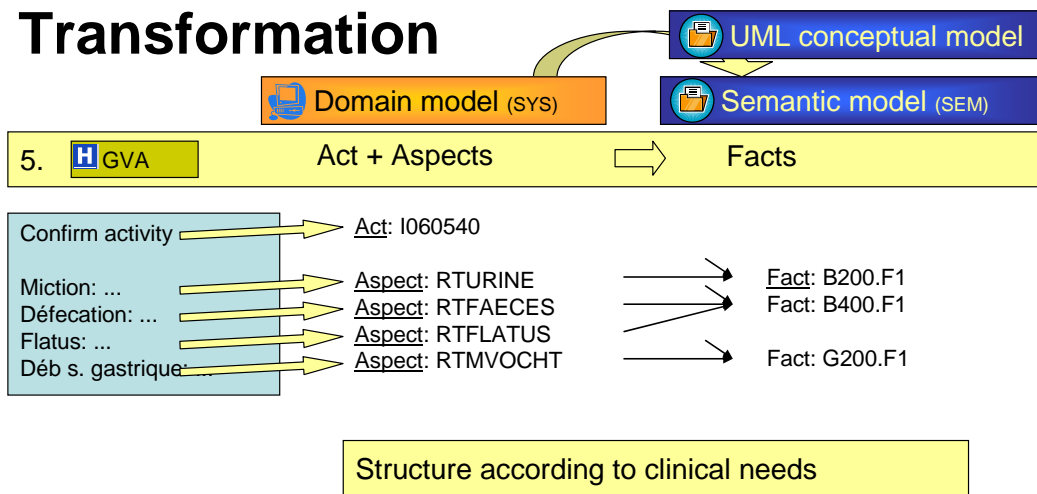 Transformation
UML conceptual model
Domain model (SYS)
Semantic model (SEM)
5. H GVA Act + Aspects Facts
Confirm activity Act: I060540
Miction: ... Aspect: RTURINE Fact: B200.F1
Défecation: ... Aspect: RTFAECES Fact: B400.F1
Flatus: ... Aspect: RTFLATUS
Déb s. gastrique: ... Aspect: RTMVOCHT Fact: G200.F1
Structure according to clinical needs